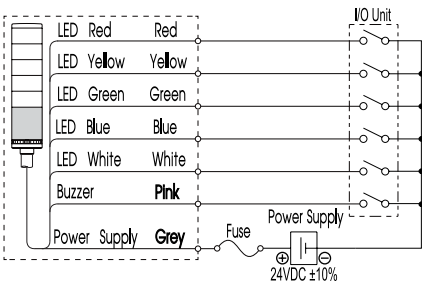 I/O Unit
LED Red Red
LED Yellow Yellow
LED Green Green
LED Blue Blue
LED White White
Buzzer Pink
Power Supply Grey
Fuse
Power Supply
⊕ ⊖
24VDC ±10%